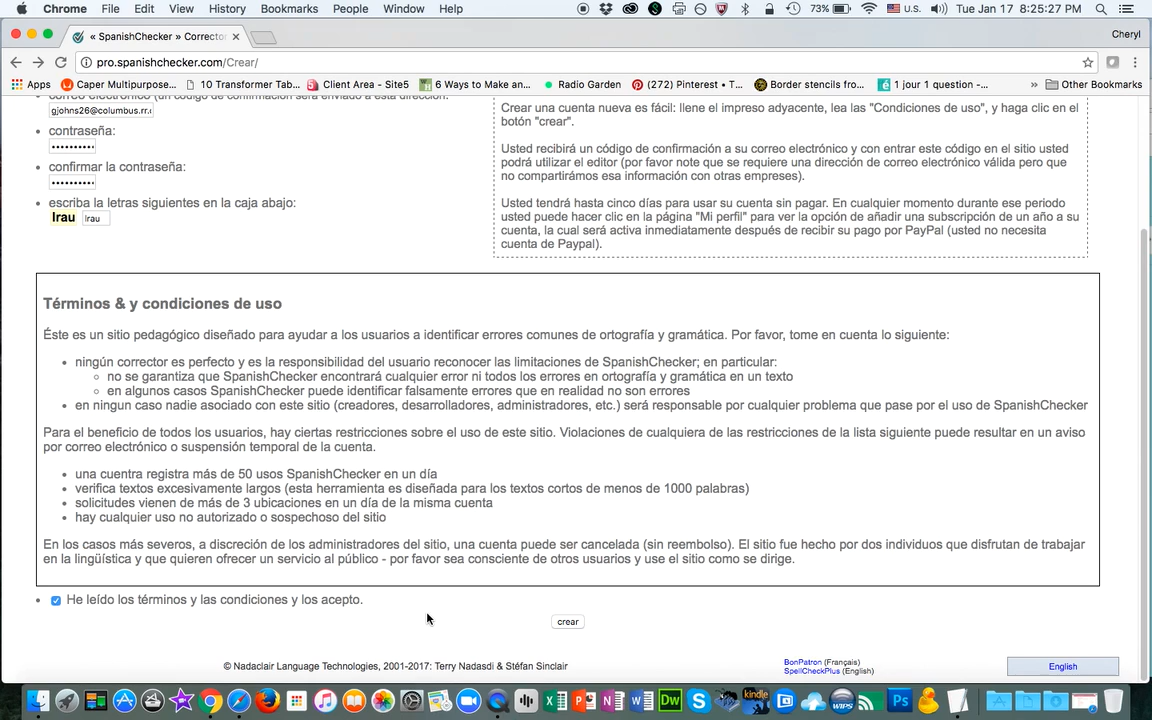 Chrome File Edit View History Bookmarks People Window Help 73% U.S. Tue Jan 17 8:25:27 PM
« SpanishChecker » Corrector
Cheryl
pro.spanishchecker.com/Crear/
Apps Caper Multipurpose... 10 Transformer Tab... Client Area - Site5 6 Ways to Make an... Radio Garden (272) Pinterest • T... Border stencils fro... 1 jour 1 question -... » Other Bookmarks
correo electrónico (un código de confirmación será enviado a esta dirección:
gjohns26@columbus.rr.
contraseña:
confirmar la contraseña:
escriba la letras siguientes en la caja abajo:
lrau lrau
Crear una cuenta nueva es fácil: llene el impreso adyacente, lea las "Condiciones de uso", y haga clic en el
botón "crear".
Usted recibirá un código de confirmación a su correo electrónico y con entrar este código en el sitio usted
podrá utilizar el editor (por favor note que se requiere una dirección de correo electrónico válida pero que
no compartirámos esa información con otras empreses).
Usted tendrá hasta cinco días para usar su cuenta sin pagar. En cualquier momento durante ese periodo
usted puede hacer clic en la página "Mi perfil" para ver la opción de añadir una subscripción de un año a su
cuenta, la cual será activa inmediatamente después de recibir su pago por PayPal (usted no necesita
cuenta de Paypal).
Términos & y condiciones de uso
Éste es un sitio pedagógico diseñado para ayudar a los usuarios a identificar errores comunes de ortografía y gramática. Por favor, tome en cuenta lo siguiente:
ningún corrector es perfecto y es la responsibilidad del usuario reconocer las limitaciones de SpanishChecker; en particular:
no se garantiza que SpanishChecker encontrará cualquier error ni todos los errores en ortografía y gramática en un texto
en algunos casos SpanishChecker puede identificar falsamente errores que en realidad no son errores
en ningun caso nadie asociado con este sitio (creadores, desarrolladores, administradores, etc.) será responsable por cualquier problema que pase por el uso de SpanishChecker
Para el beneficio de todos los usuarios, hay ciertas restricciones sobre el uso de este sitio. Violaciones de cualquiera de las restricciones de la lista siguiente puede resultar en un aviso
por correo electrónico o suspensión temporal de la cuenta.
una cuentra registra más de 50 usos SpanishChecker en un día
verifica textos excesivamente largos (esta herramienta es diseñada para los textos cortos de menos de 1000 palabras)
solicitudes vienen de más de 3 ubicaciones en un día de la misma cuenta
hay cualquier uso no autorizado o sospechoso del sitio
En los casos más severos, a discreción de los administradores del sitio, una cuenta puede ser cancelada (sin reembolso). El sitio fue hecho por dos individuos que disfrutan de trabajar
en la lingüística y que quieren ofrecer un servicio al público - por favor sea consciente de otros usuarios y use el sitio como se dirige.
He leído los términos y las condiciones y los acepto.
crear
© Nadaclair Language Technologies, 2001-2017: Terry Nadasdi & Stéfan Sinclair
BonPatron (Français)
SpellCheckPlus (English)
English
Dw
kindle
WIPS
Ps